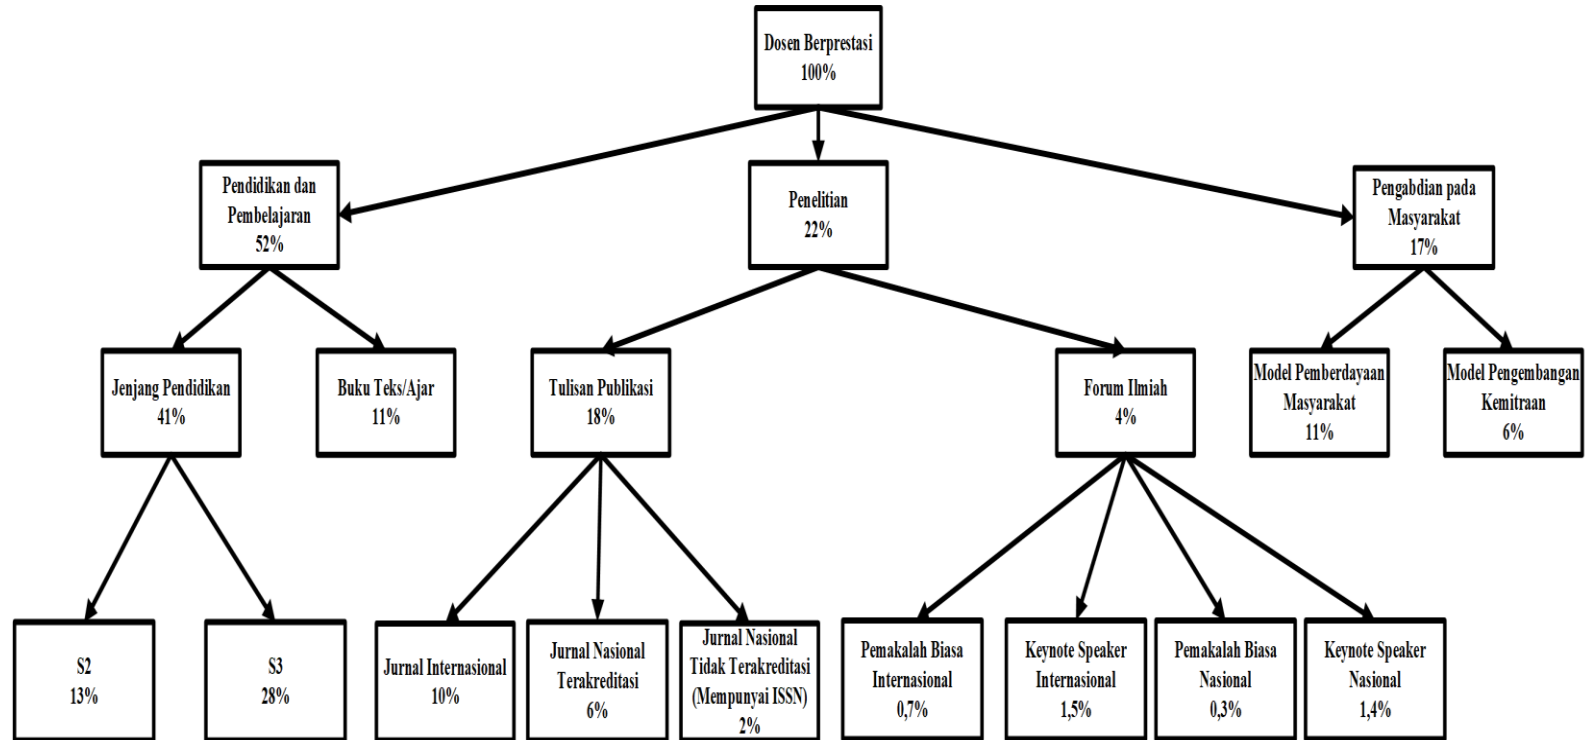 Dosen Berprestasi
100%
Pendidikan dan
Pembelajaran
52%
Penelitian
22%
Pengabdian pada
Masyarakat
17%
Jenjang Pendidikan
41%
Buku Teks/Ajar
11%
Tulisan Publikasi
18%
Forum Ilmiah
4%
Model Pemberdayaan
Masyarakat
11%
Model Pengembangan
Kemitraan
6%
S2
13%
S3
28%
Jurnal Internasional
10%
Jurnal Nasional
Terakreditasi
6%
Jurnal Nasional
Tidak Terakreditasi
(Mempunyai ISSN)
2%
Pemakalah Biasa
Internasional
0,7%
Keynote Speaker
Internasional
1,5%
Pemakalah Biasa
Nasional
0,3%
Keynote Speaker
Nasional
1,4%